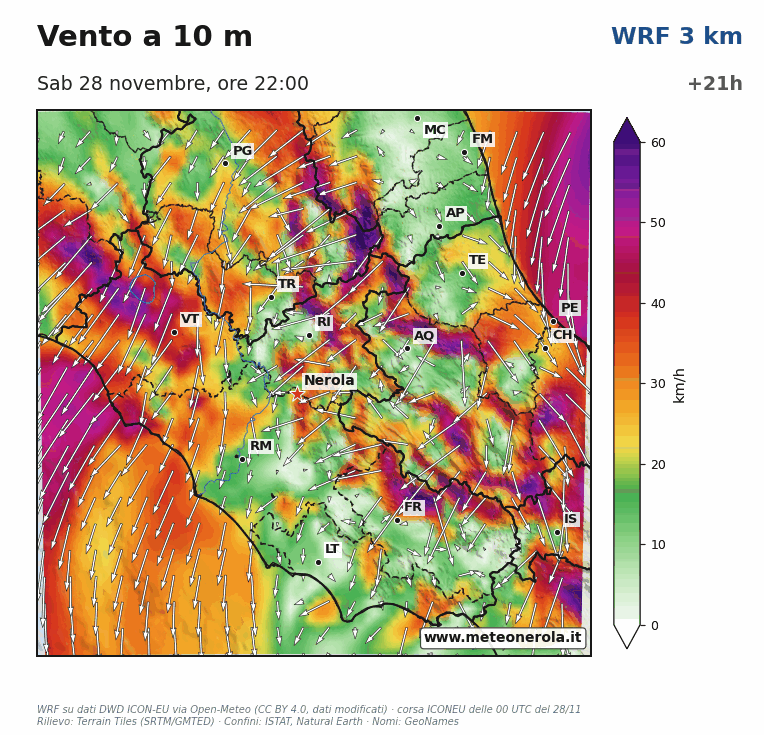 Vento a 10 m
WRF 3 km
Sab 28 novembre, ore 22:00
+21h
MC
FM
PG
AP
TE
TR
PE
VT
RI
AQ
CH
Nerola
RM
FR
IS
LT
www.meteonerola.it
60
50
40
30
20
10
0
km/h
WRF su dati DWD ICON-EU via Open-Meteo (CC BY 4.0, dati modificati) · corsa ICONEU delle 00 UTC del 28/11
Rilievo: Terrain Tiles (SRTM/GMTED) · Confini: ISTAT, Natural Earth · Nomi: GeoNames